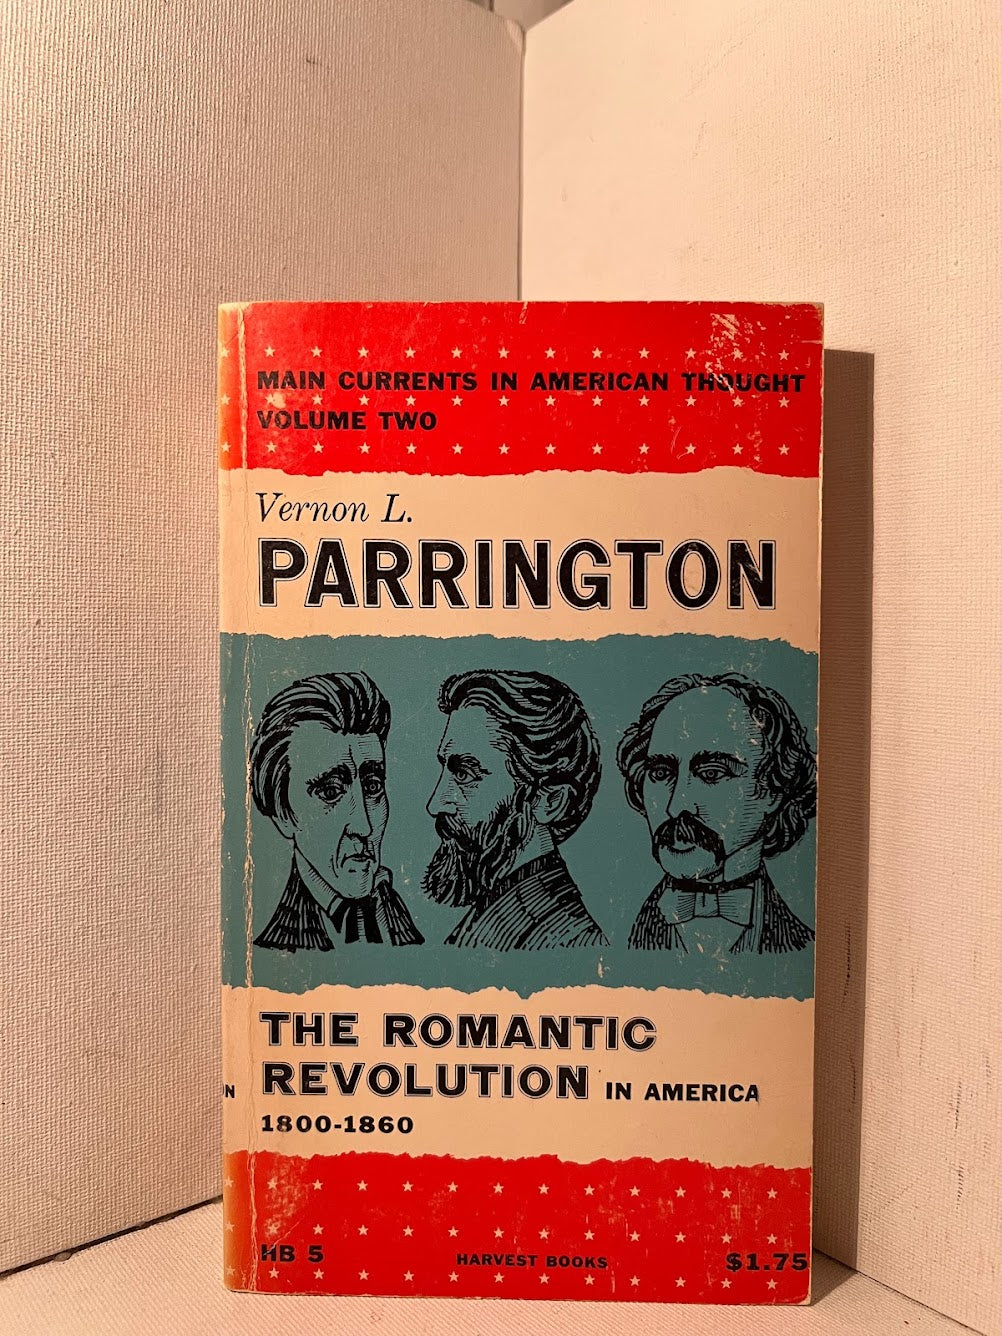 MAIN CURRENTS IN AMERICAN THOUGHT
VOLUME TWO
Vernon L.
PARRINGTON
THE ROMANTIC
REVOLUTION IN AMERICA
1800-1860
HB 5 HARVEST BOOKS $1.75